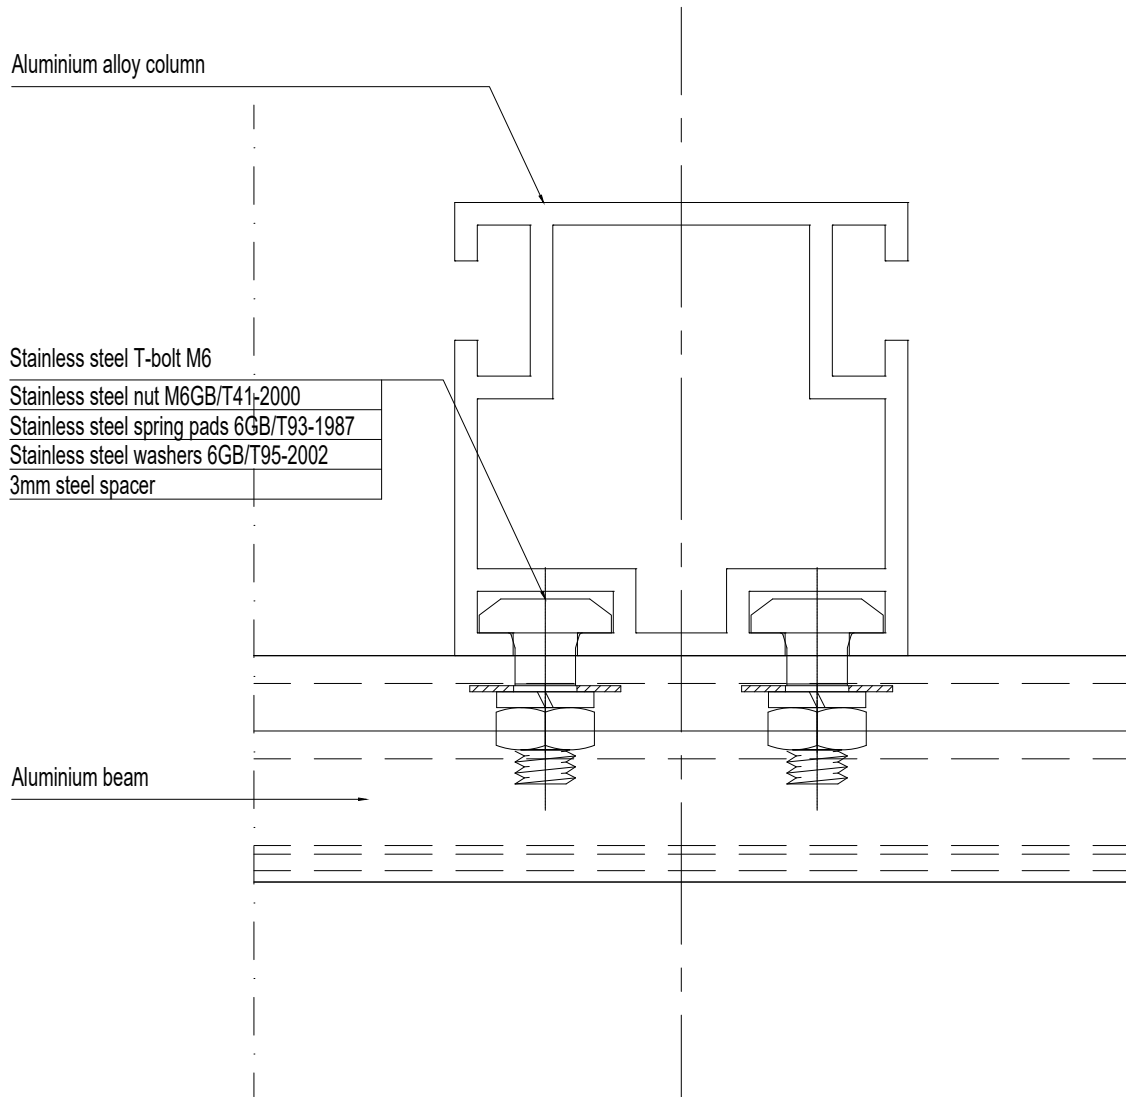 Aluminium alloy column
Stainless steel T-bolt M6
Stainless steel nut M6GB/T41-2000
Stainless steel spring pads 6GB/T93-1987
Stainless steel washers 6GB/T95-2002
3mm steel spacer
Aluminium beam